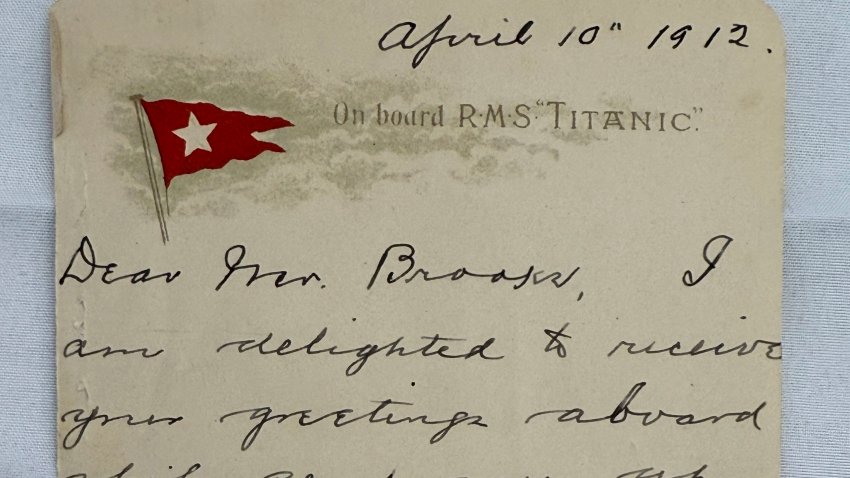 April 10" 1912.
On board R·M·S "TITANIC".
Dear Mr. Brooks, I
am delighted to receive
your greetings aboard